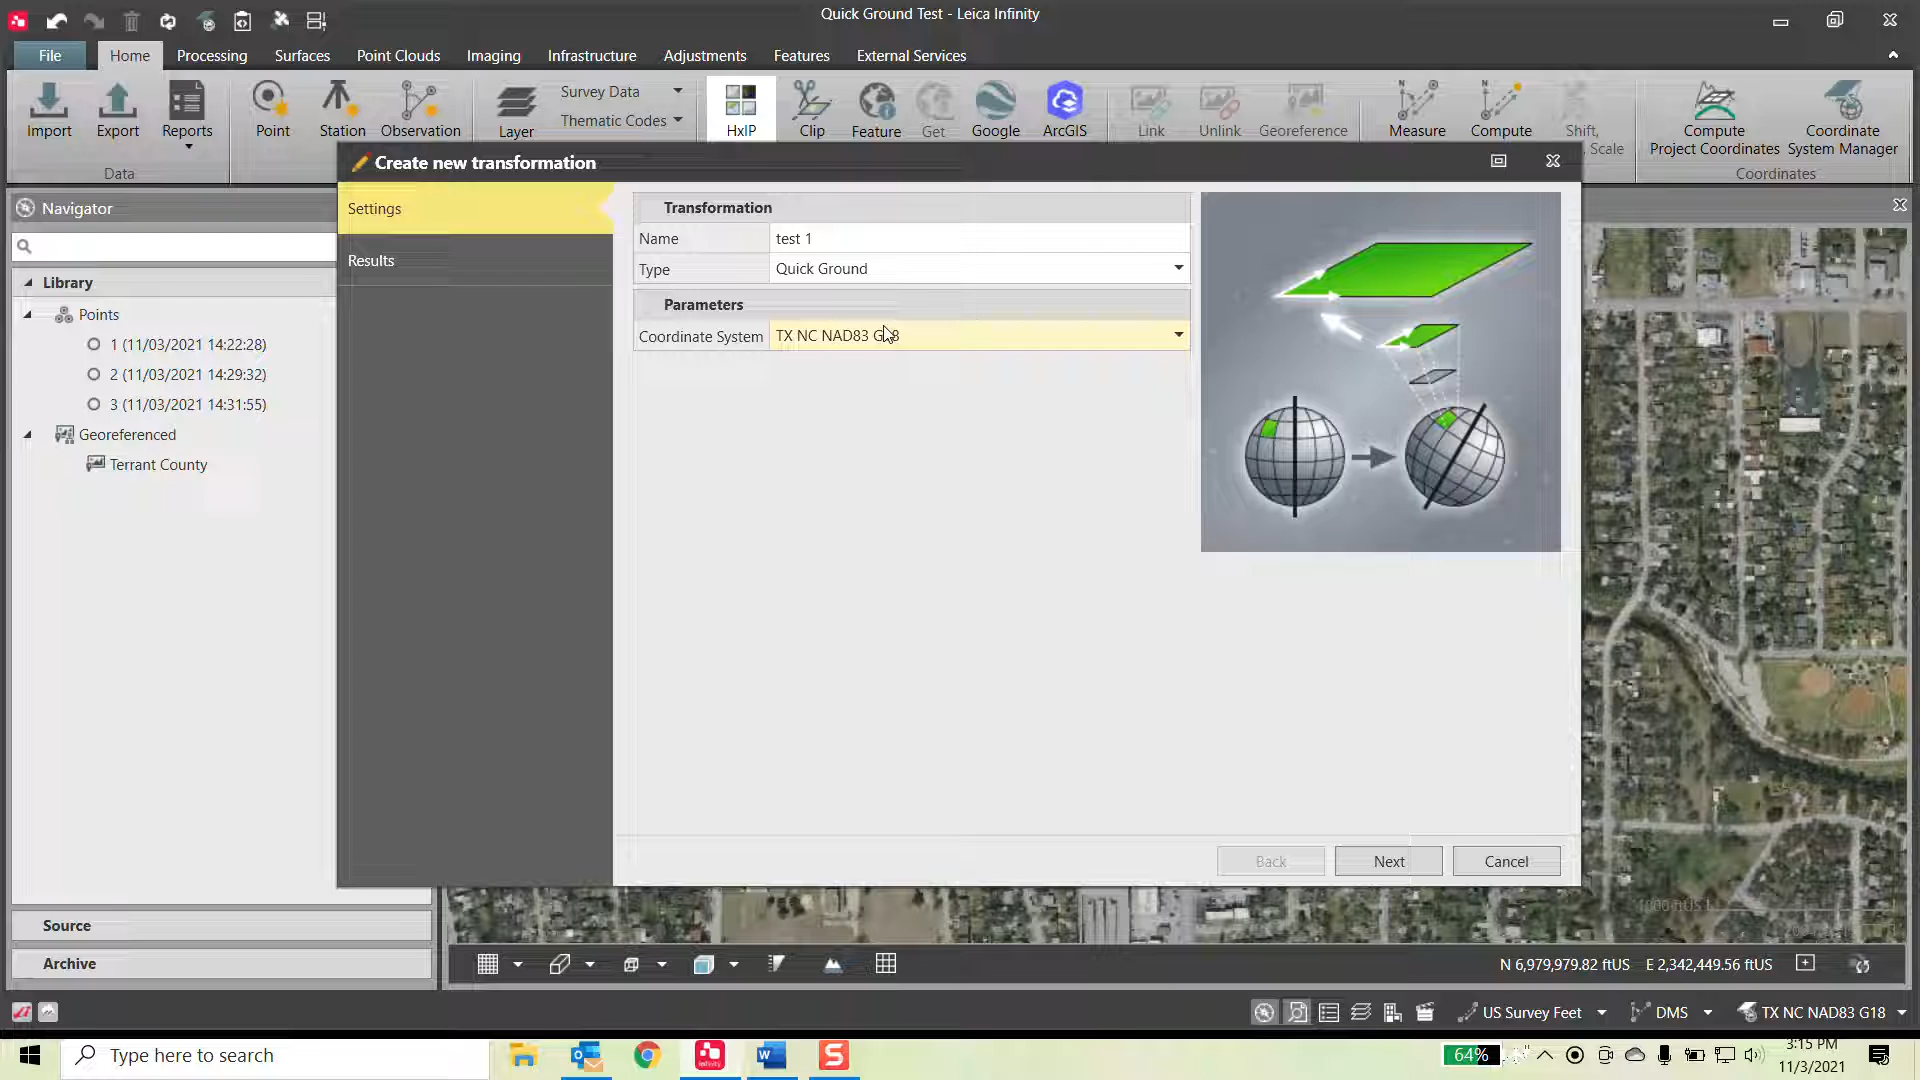 Quick Ground Test - Leica Infinity
File
Home
Processing
Surfaces
Point Clouds
Imaging
Infrastructure
Adjustments
Features
External Services
Import
Export
Reports
Data
Point
Station
Observation
Layer
Survey Data
Thematic Codes
HxIP
Clip
Feature
Get
Google
ArcGIS
Link
Unlink
Georeference
Measure
Compute
Shift,
Scale
Compute
Project Coordinates
Coordinate
System Manager
Coordinates
Create new transformation
Settings
Results
Transformation
Name
test 1
Type
Quick Ground
Parameters
Coordinate System
TX NC NAD83 G18
Back
Next
Cancel
Navigator
Library
Points
1 (11/03/2021 14:22:28)
2 (11/03/2021 14:29:32)
3 (11/03/2021 14:31:55)
Georeferenced
Terrant County
Source
Archive
N 6,979,979.82 ftUS
E 2,342,449.56 ftUS
US Survey Feet
DMS
TX NC NAD83 G18
Type here to search
64%
3:15 PM
11/3/2021